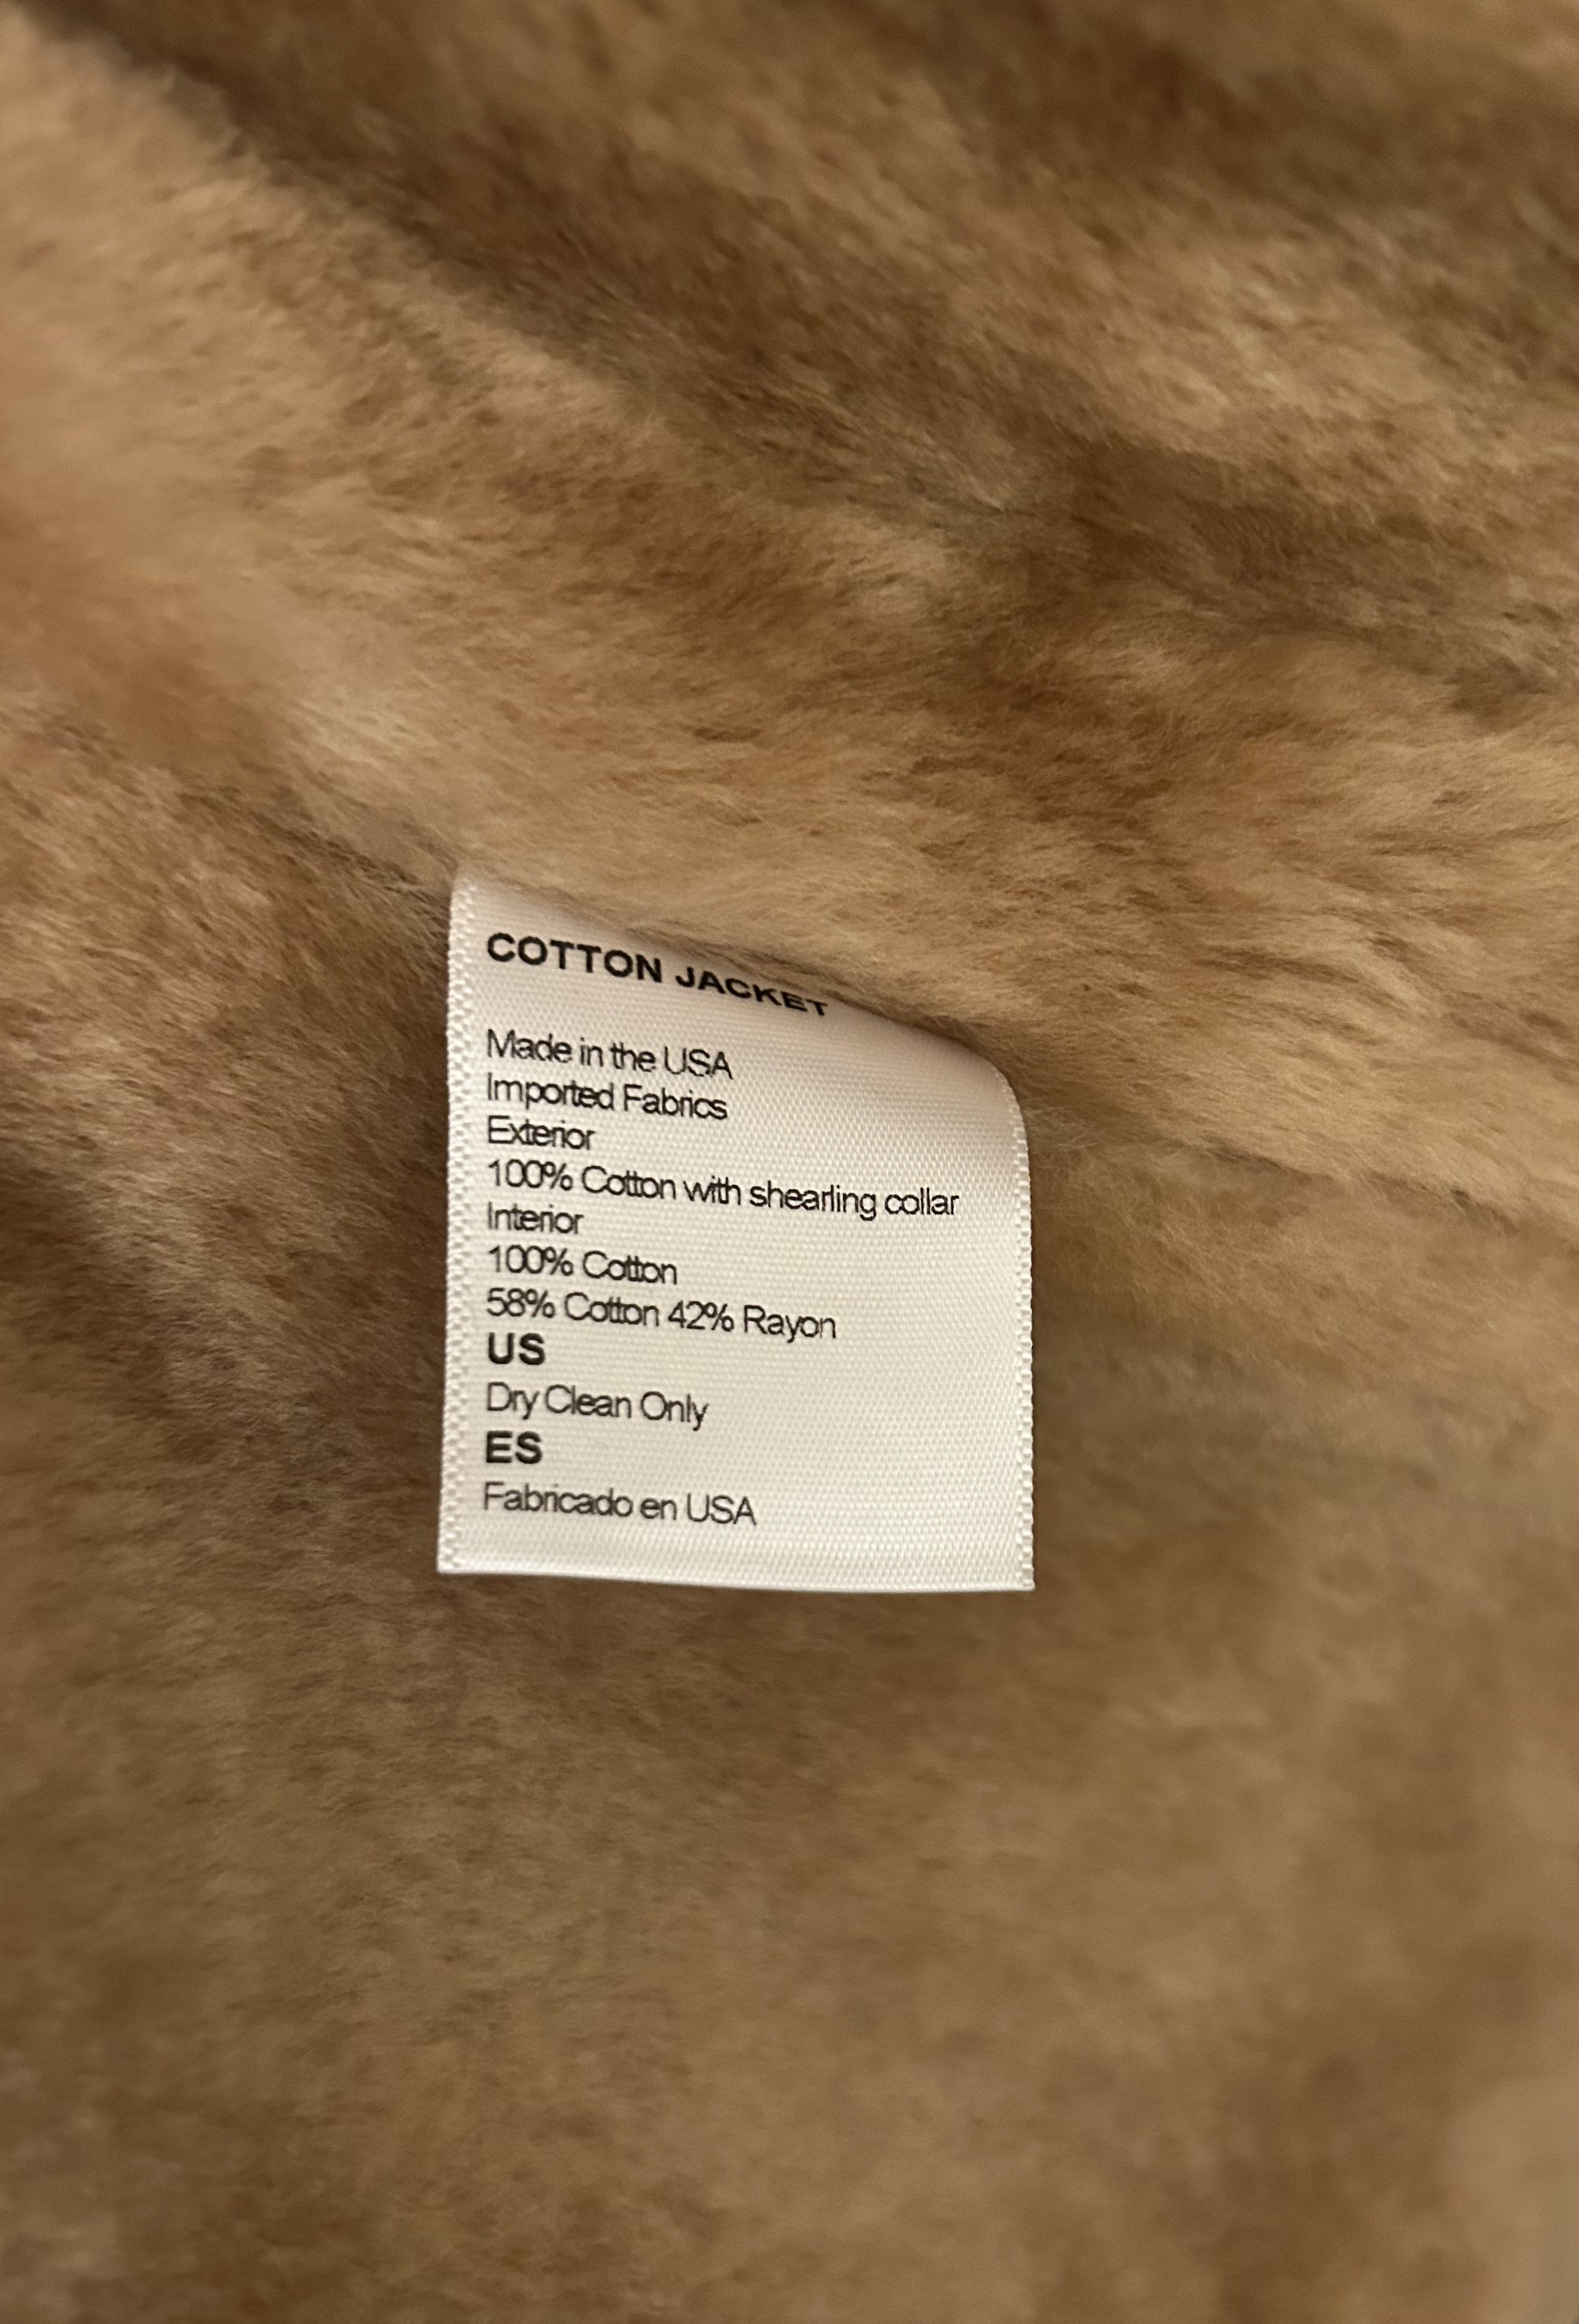 COTTON JACKET
Made in the USA
Imported Fabrics
Exterior
100% Cotton with shearling collar
Interior
100% Cotton
58% Cotton 42% Rayon
US
Dry Clean Only
ES
Fabricado en USA